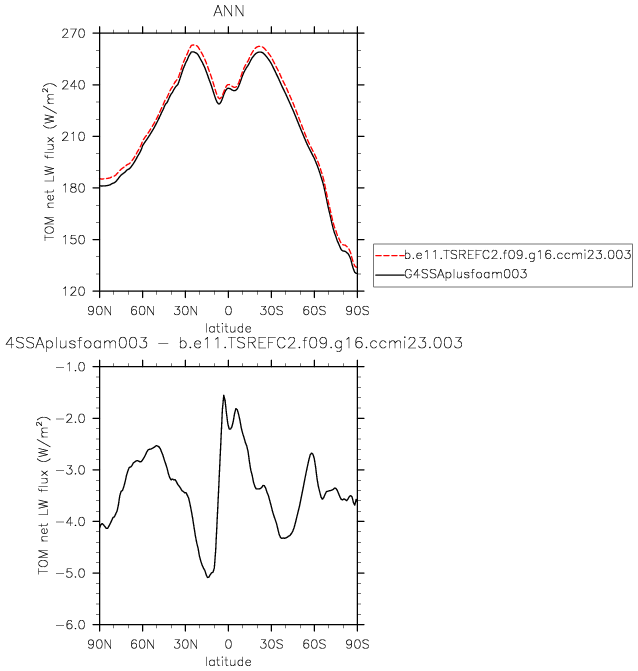 ANN
270
240
210
180
150
120
TOM net LW flux (W/m²)
90N 60N 30N 0 30S 60S 90S
latitude
b.e11.TSREFC2.f09.g16.ccmi23.003
G4SSAplusfoam003
4SSAplusfoam003 − b.e11.TSREFC2.f09.g16.ccmi23.003
−1.0
−2.0
−3.0
−4.0
−5.0
−6.0
TOM net LW flux (W/m²)
90N 60N 30N 0 30S 60S 90S
latitude